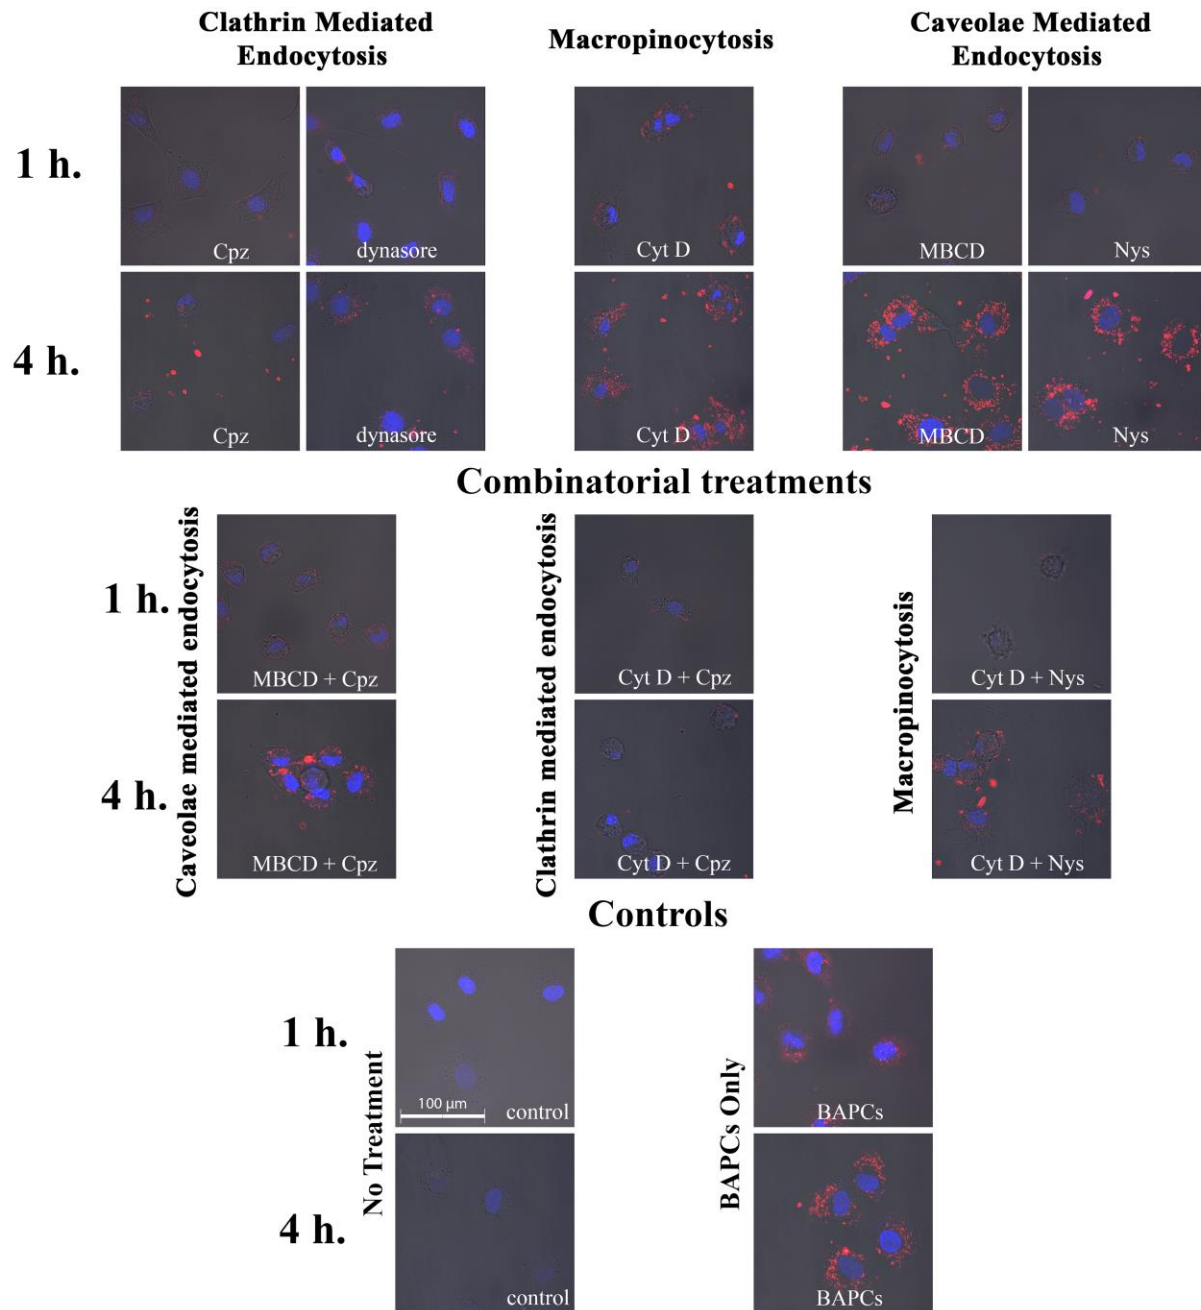 Clathrin Mediated
Endocytosis
Macropinocytosis
Caveolae Mediated
Endocytosis
1 h.
Cpz
dynasore
Cyt D
MBCD
Nys
4 h.
Cpz
dynasore
Cyt D
MBCD
Nys
Combinatorial treatments
Caveolae mediated endocytosis
Clathrin mediated endocytosis
Macropinocytosis
1 h.
MBCD + Cpz
Cyt D + Cpz
Cyt D + Nys
4 h.
MBCD + Cpz
Cyt D + Cpz
Cyt D + Nys
Controls
No Treatment
BAPCs Only
1 h.
100 µm
control
BAPCs
4 h.
control
BAPCs